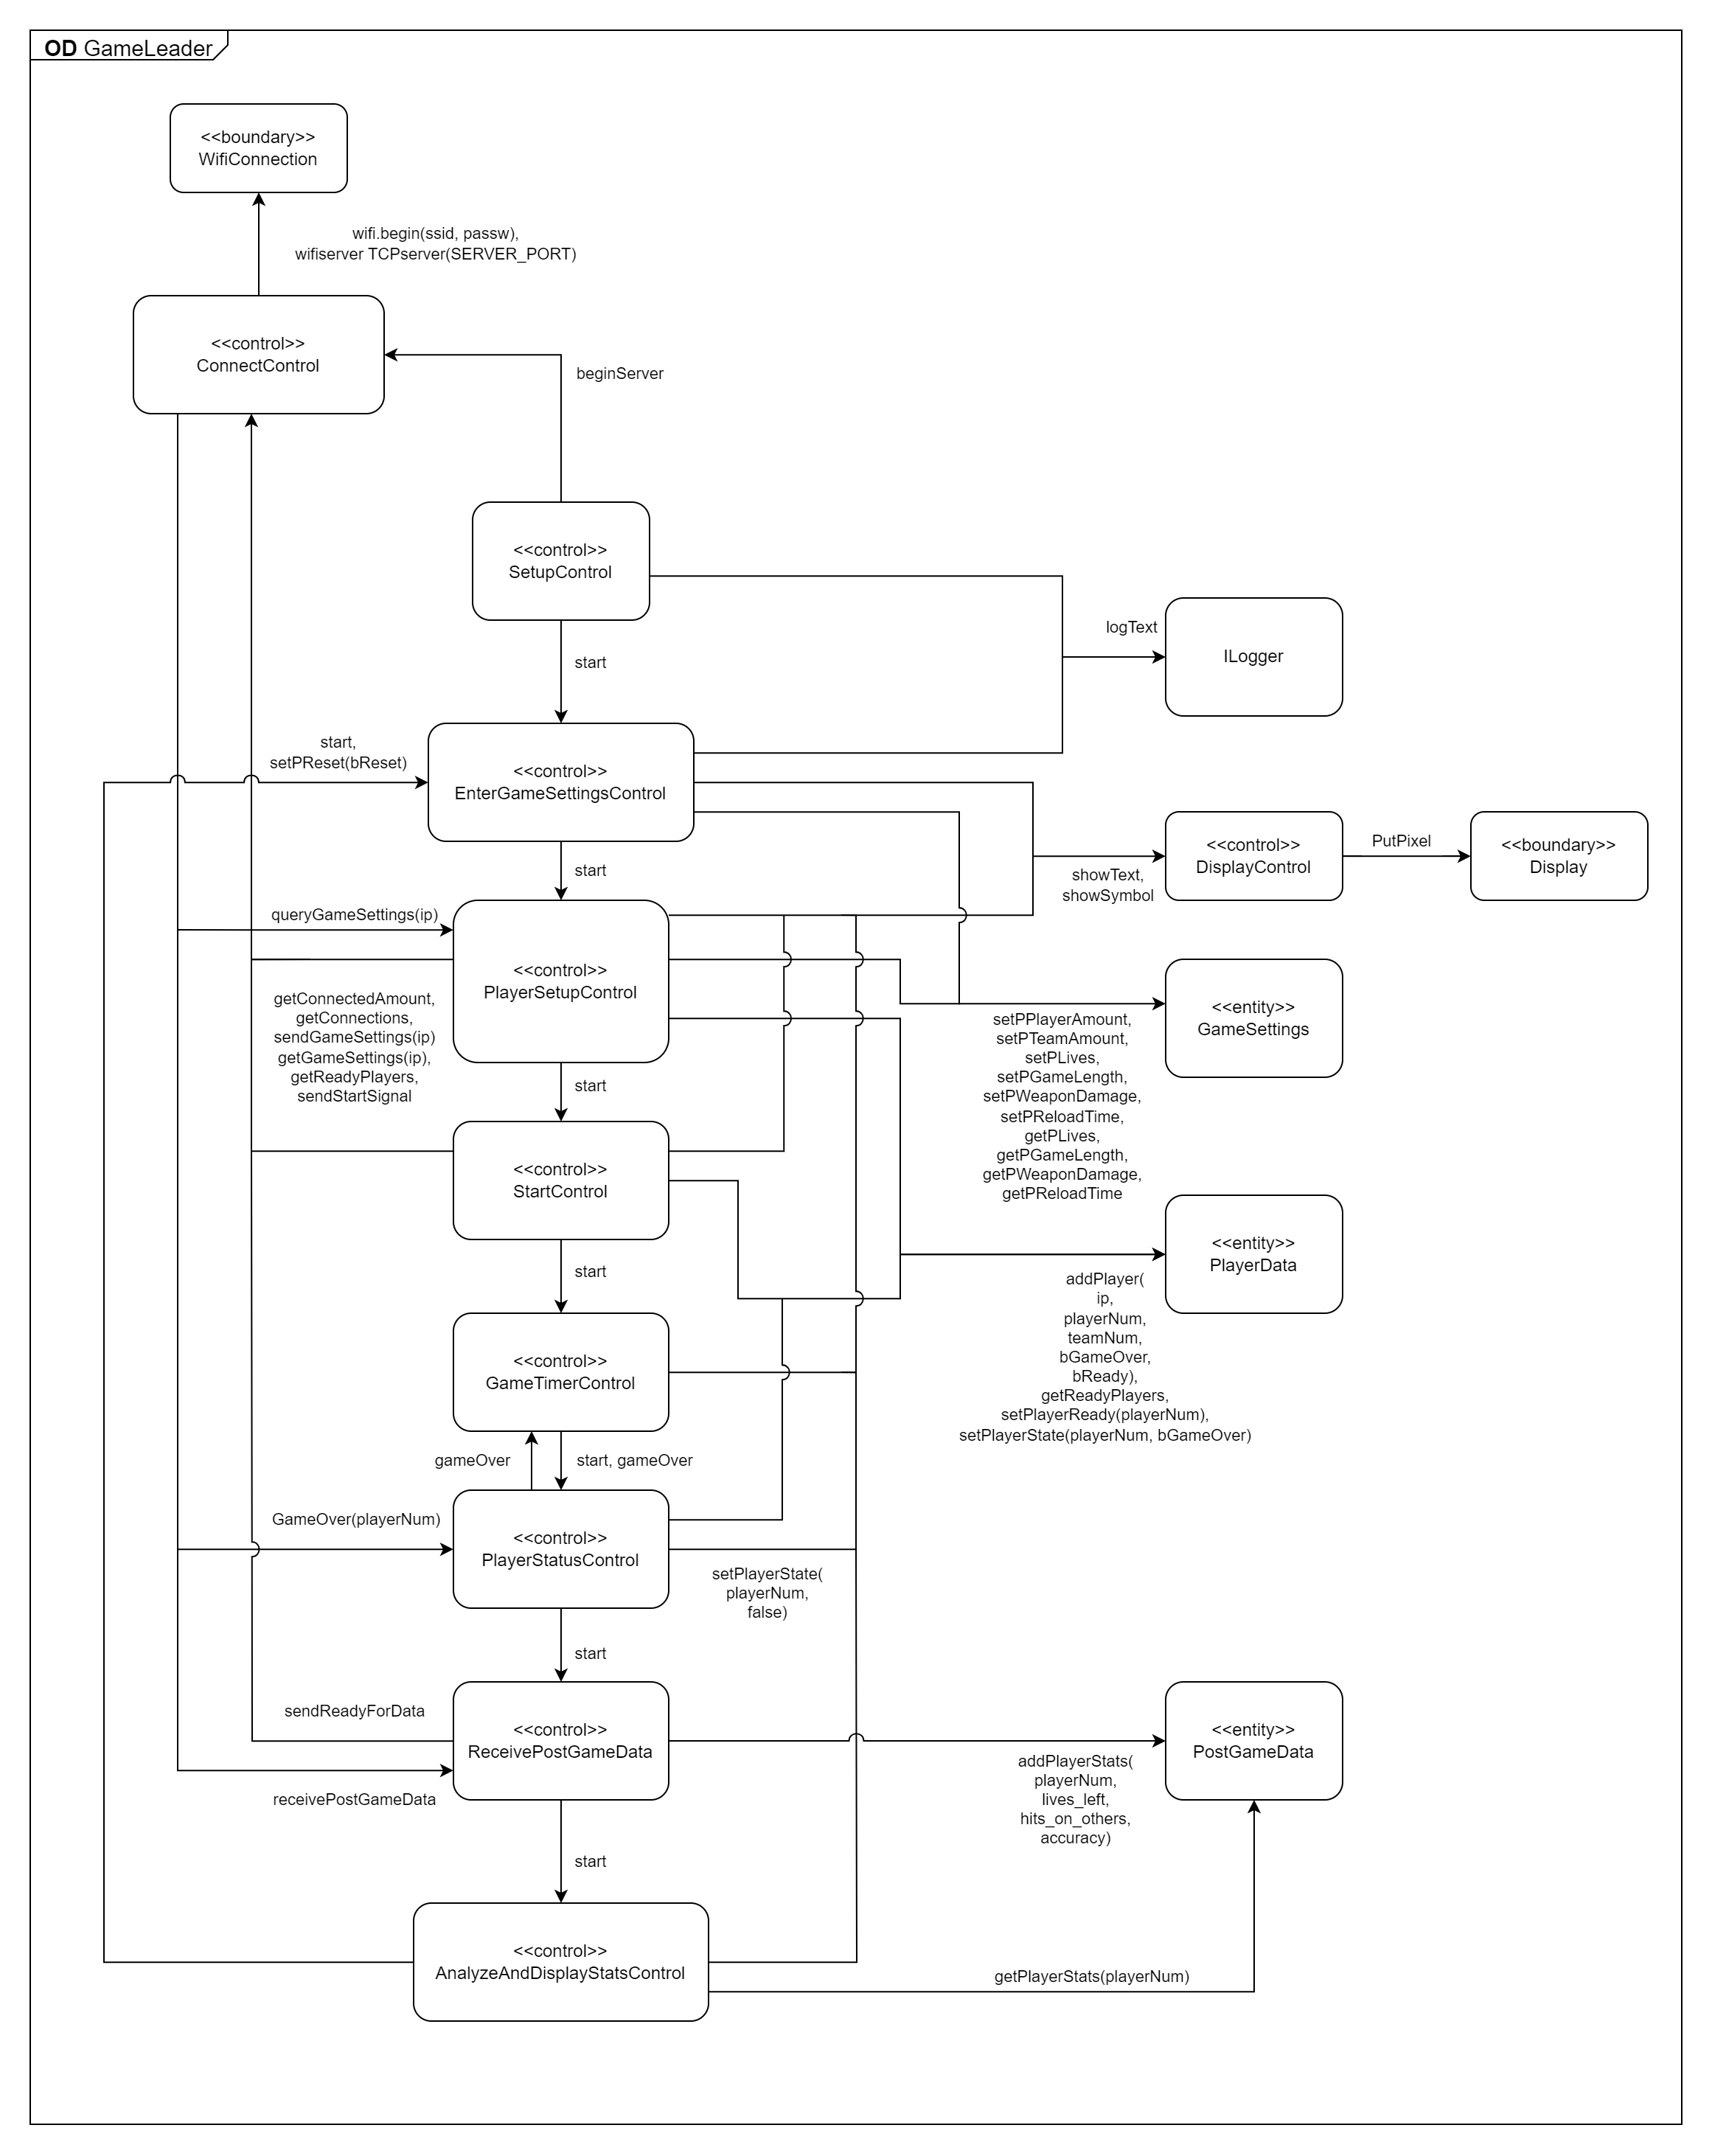 OD GameLeader
<<boundary>>
WifiConnection
wifi.begin(ssid, passw),
wifiserver TCPserver(SERVER_PORT)
<<control>>
ConnectControl
beginServer
<<control>>
SetupControl
logText
ILogger
start
start,
setPReset(bReset)
<<control>>
EnterGameSettingsControl
showText,
showSymbol
<<control>>
DisplayControl
PutPixel
<<boundary>>
Display
start
queryGameSettings(ip)
<<control>>
PlayerSetupControl
getConnectedAmount,
getConnections,
sendGameSettings(ip)
getGameSettings(ip),
getReadyPlayers,
sendStartSignal
<<entity>>
GameSettings
setPPlayerAmount,
setPTeamAmount,
setPLives,
setPGameLength,
setPWeaponDamage,
setPReloadTime,
getPLives,
getPGameLength,
getPWeaponDamage,
getPReloadTime
start
<<control>>
StartControl
<<entity>>
PlayerData
addPlayer(
ip,
playerNum,
teamNum,
bGameOver,
bReady),
getReadyPlayers,
setPlayerReady(playerNum),
setPlayerState(playerNum, bGameOver)
start
<<control>>
GameTimerControl
gameOver
start, gameOver
GameOver(playerNum)
<<control>>
PlayerStatusControl
setPlayerState(
playerNum,
false)
start
sendReadyForData
<<control>>
ReceivePostGameData
receivePostGameData
<<entity>>
PostGameData
addPlayerStats(
playerNum,
lives_left,
hits_on_others,
accuracy)
start
<<control>>
AnalyzeAndDisplayStatsControl
getPlayerStats(playerNum)